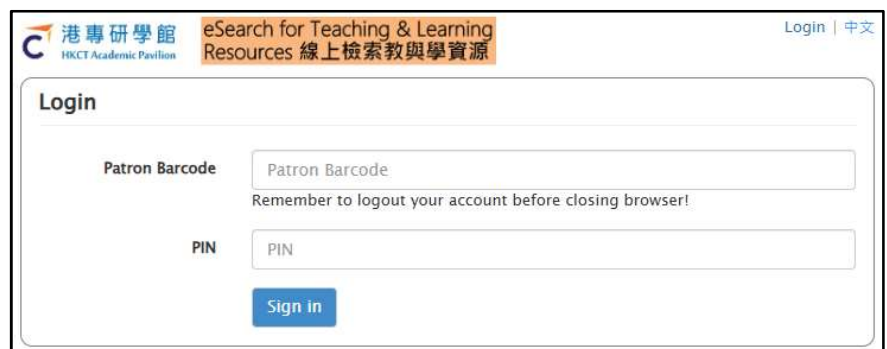 港專研學館
HKCT Academic Pavilion
eSearch for Teaching & Learning
Resources 線上檢索教與學資源
Login | 中文
Login
Patron Barcode
Patron Barcode
Remember to logout your account before closing browser!
PIN
PIN
Sign in